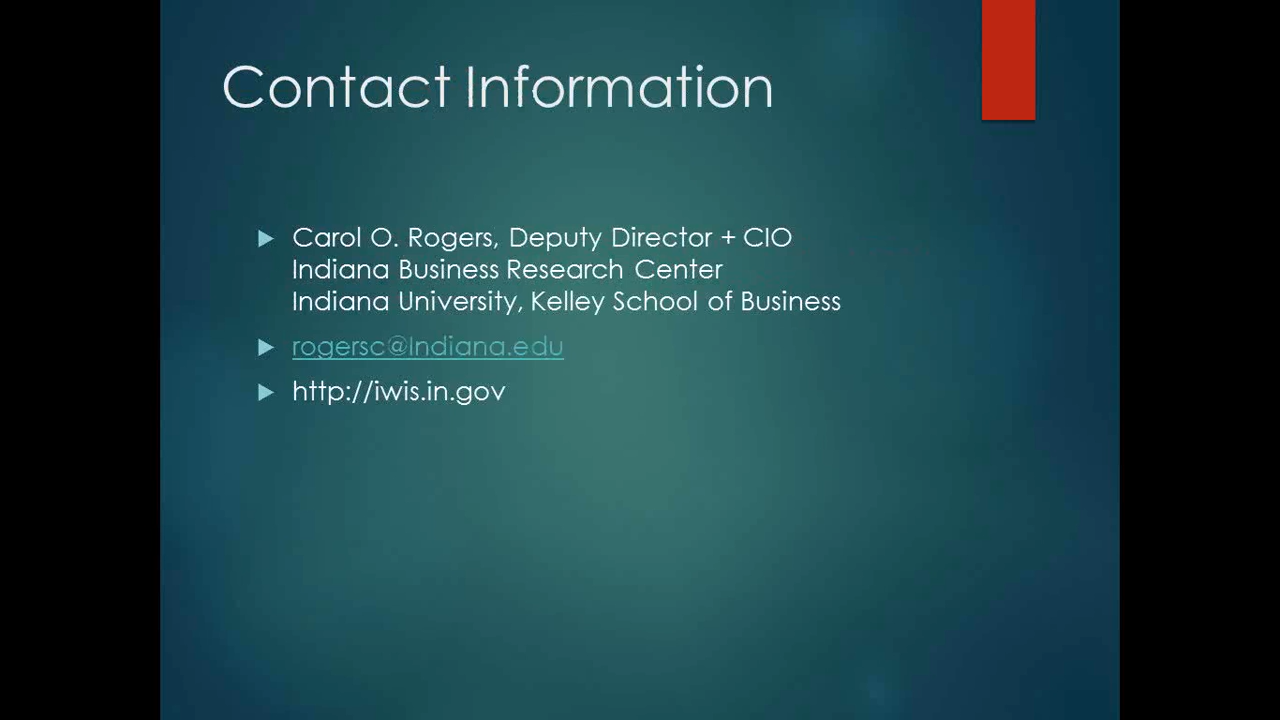 Contact Information
Carol O. Rogers, Deputy Director + CIO
Indiana Business Research Center
Indiana University, Kelley School of Business
rogersc@Indiana.edu
http://iwis.in.gov